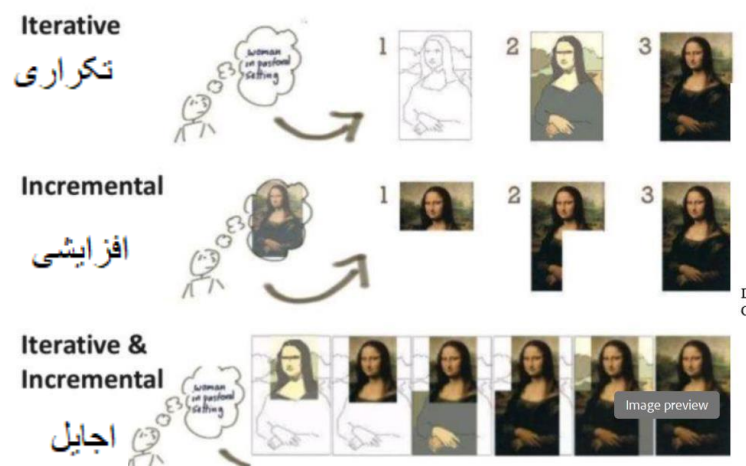 Iterative
تکراری
woman
in pastoral
setting
1 2 3
Incremental
افزایشی
1 2 3
Iterative &
Incremental
اجایل
woman
in pastoral
setting
Image preview